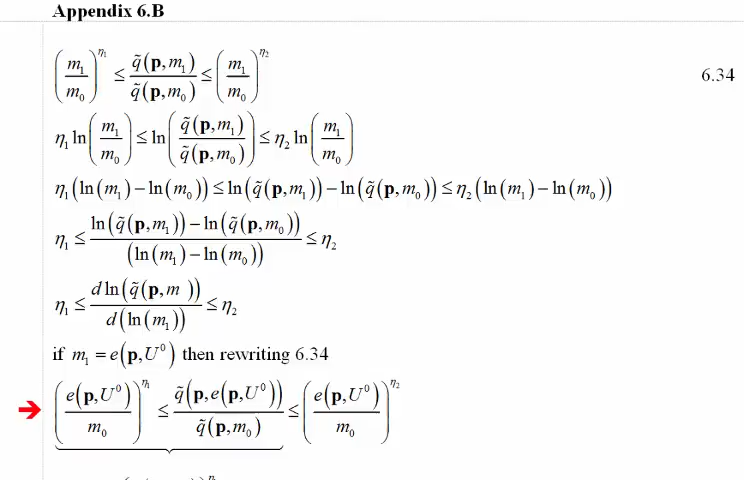 Appendix 6.B
(m₁/m₀)^η₁ ≤ q̃(p,m₁)/q̃(p,m₀) ≤ (m₁/m₀)^η₂ 6.34
η₁ ln(m₁/m₀) ≤ ln(q̃(p,m₁)/q̃(p,m₀)) ≤ η₂ ln(m₁/m₀)
η₁(ln(m₁)−ln(m₀)) ≤ ln(q̃(p,m₁))−ln(q̃(p,m₀)) ≤ η₂(ln(m₁)−ln(m₀))
η₁ ≤ (ln(q̃(p,m₁))−ln(q̃(p,m₀)))/(ln(m₁)−ln(m₀)) ≤ η₂
η₁ ≤ d ln(q̃(p,m ))/d(ln(m₁)) ≤ η₂
if m₁ = e(p,U⁰) then rewriting 6.34
(e(p,U⁰)/m₀)^η₁ ≤ q̃(p,e(p,U⁰))/q̃(p,m₀) ≤ (e(p,U⁰)/m₀)^η₂